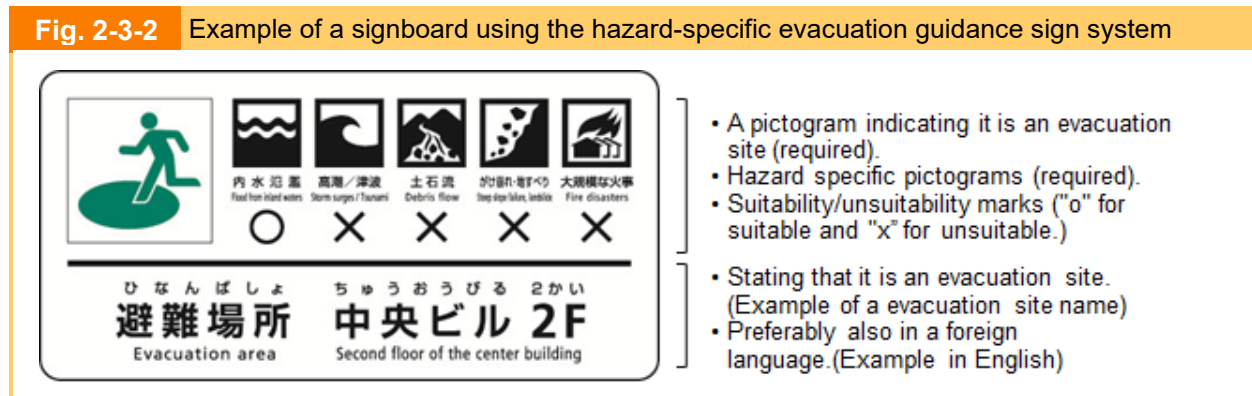 Fig. 2-3-2 Example of a signboard using the hazard-specific evacuation guidance sign system
内水氾濫 高潮／津波 土石流 がけ崩れ・地すべり 大規模な火事
Flood from inland waters Storm surges / Tsunami Debris flow Steep slope failure, landslide Fire disasters
○ × × × ×
ひなんばしょ ちゅうおうびる 2かい
避難場所 中央ビル 2F
Evacuation area Second floor of the center building
• A pictogram indicating it is an evacuation
site (required).
• Hazard specific pictograms (required).
• Suitability/unsuitability marks ("o" for
suitable and "x" for unsuitable.)
• Stating that it is an evacuation site.
(Example of a evacuation site name)
• Preferably also in a foreign
language.(Example in English)